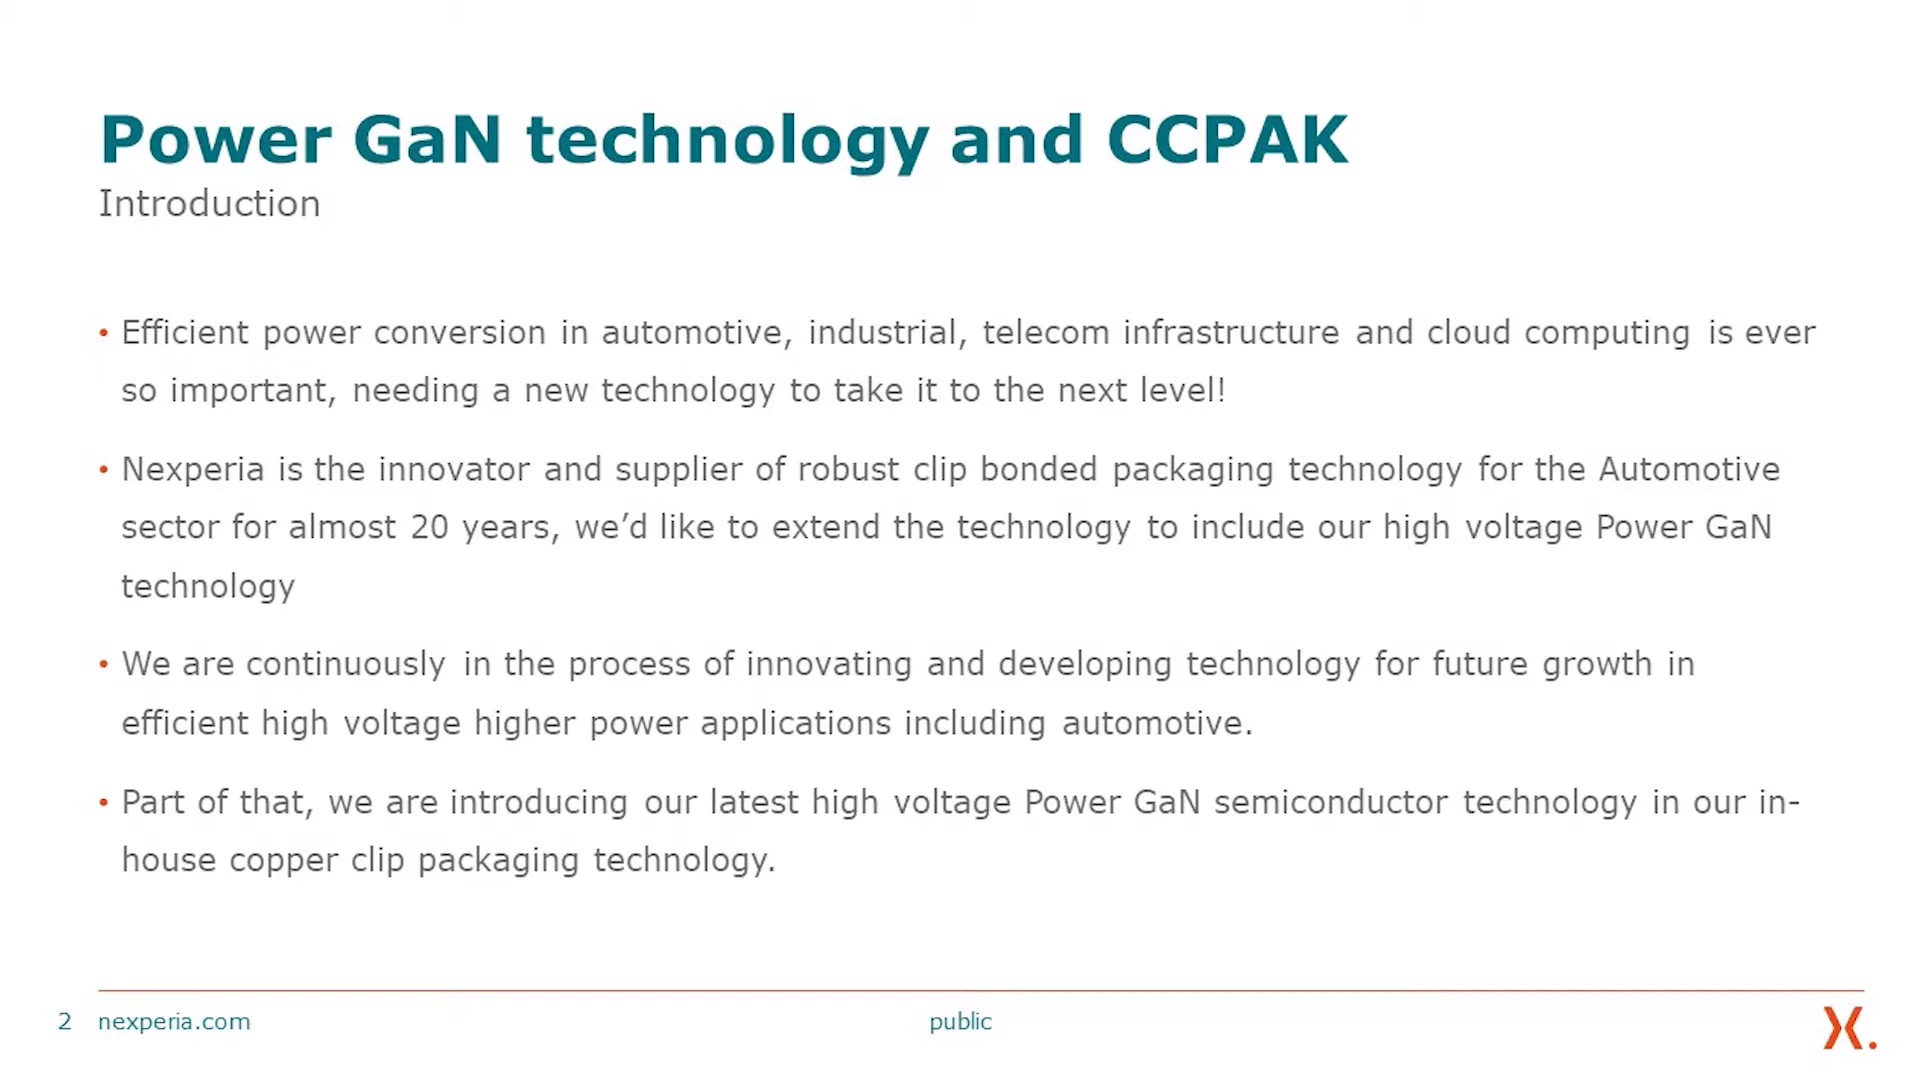 Power GaN technology and CCPAK
Introduction
• Efficient power conversion in automotive, industrial, telecom infrastructure and cloud computing is ever
so important, needing a new technology to take it to the next level!
• Nexperia is the innovator and supplier of robust clip bonded packaging technology for the Automotive
sector for almost 20 years, we’d like to extend the technology to include our high voltage Power GaN
technology
• We are continuously in the process of innovating and developing technology for future growth in
efficient high voltage higher power applications including automotive.
• Part of that, we are introducing our latest high voltage Power GaN semiconductor technology in our in-
house copper clip packaging technology.
2 nexperia.com public